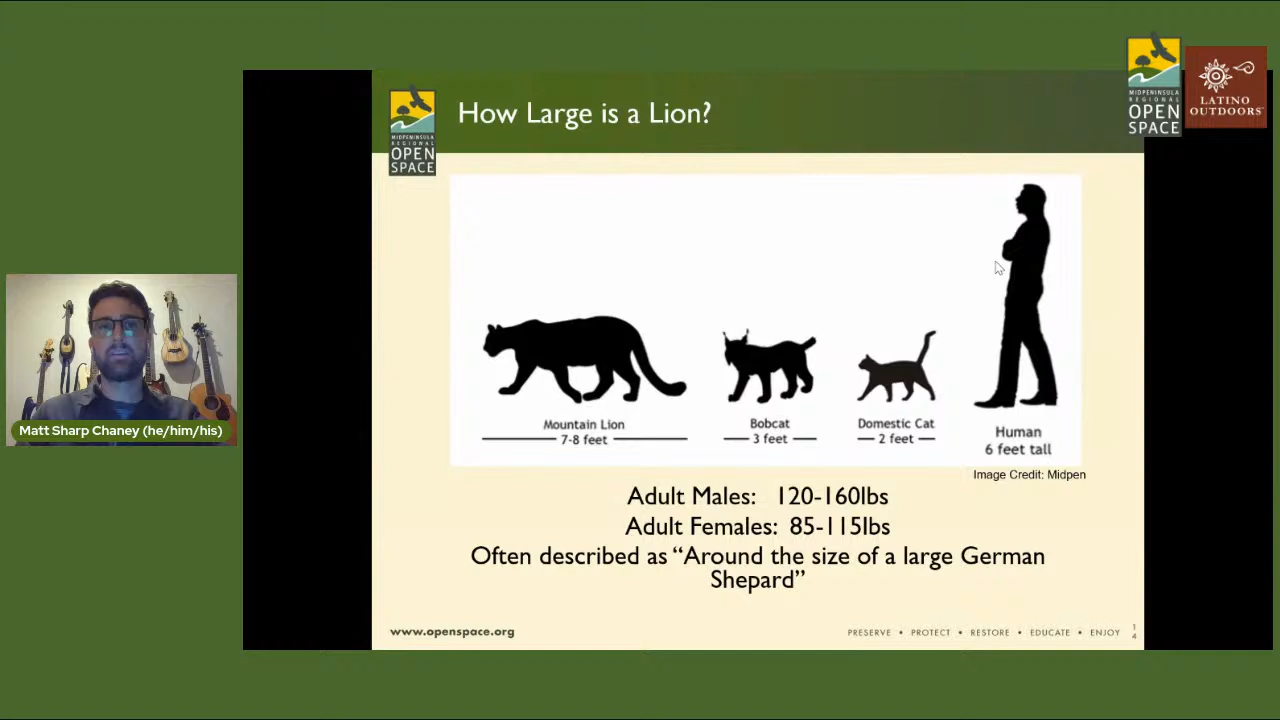 MIDPENINSULA
REGIONAL
OPEN
SPACE
LATINO
OUTDOORS
MIDPENINSULA
REGIONAL
OPEN
SPACE
How Large is a Lion?
Mountain Lion
7-8 feet
Bobcat
3 feet
Domestic Cat
2 feet
Human
6 feet tall
Image Credit: Midpen
Adult Males: 120-160lbs
Adult Females: 85-115lbs
Often described as “Around the size of a large German
Shepard”
www.openspace.org
PRESERVE • PROTECT • RESTORE • EDUCATE • ENJOY
1
4
Matt Sharp Chaney (he/him/his)